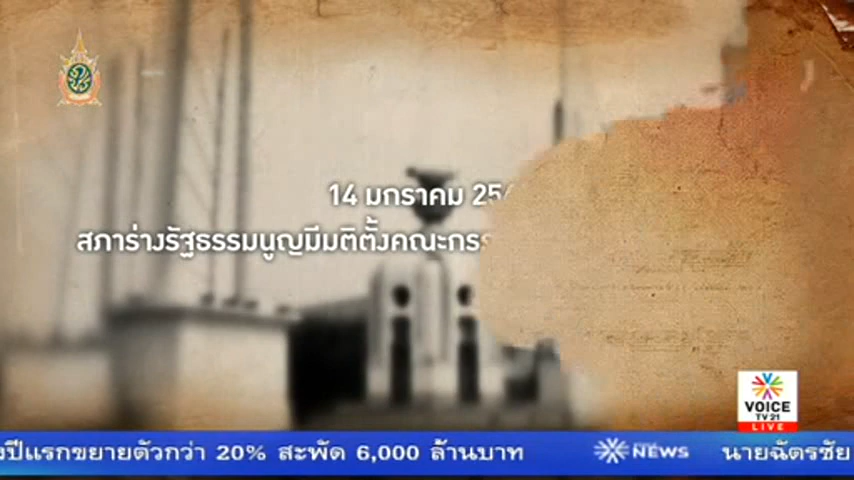 14 มกราคม 25
สภาร่างรัฐธรรมนูญมีมติตั้งคณะกรร
VOICE
TV 21
LIVE
ปีแรกขยายตัวกว่า 20% สะพัด 6,000 ล้านบาท
NEWS
นายฉัตรชัย